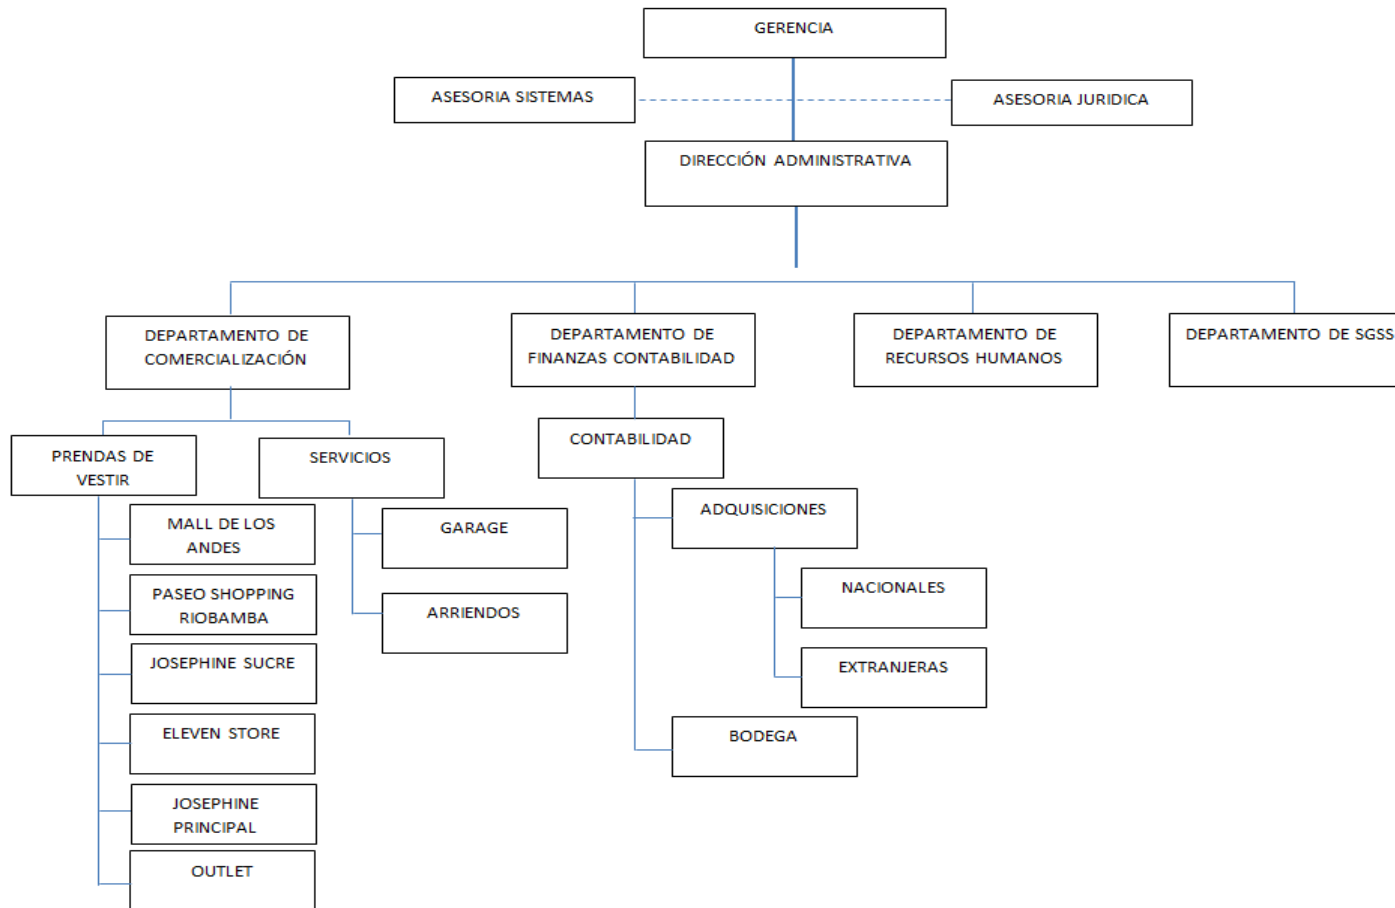 GERENCIA
ASESORIA SISTEMAS
ASESORIA JURIDICA
DIRECCIÓN ADMINISTRATIVA
DEPARTAMENTO DE
COMERCIALIZACIÓN
DEPARTAMENTO DE
FINANZAS CONTABILIDAD
DEPARTAMENTO DE
RECURSOS HUMANOS
DEPARTAMENTO DE SGSS
PRENDAS DE
VESTIR
SERVICIOS
CONTABILIDAD
MALL DE LOS
ANDES
PASEO SHOPPING
RIOBAMBA
JOSEPHINE SUCRE
ELEVEN STORE
JOSEPHINE
PRINCIPAL
OUTLET
GARAGE
ARRIENDOS
ADQUISICIONES
NACIONALES
EXTRANJERAS
BODEGA